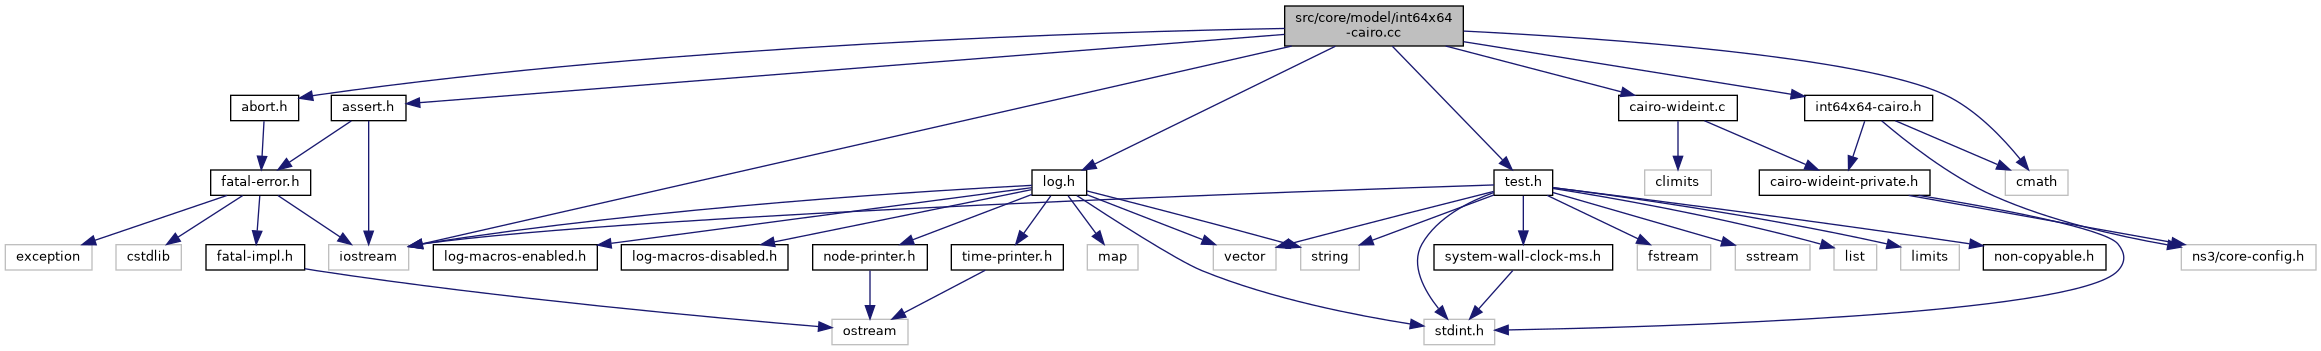 src/core/model/int64x64
-cairo.cc
abort.h
assert.h
cairo-wideint.c
int64x64-cairo.h
fatal-error.h
log.h
test.h
climits
cairo-wideint-private.h
cmath
exception
cstdlib
fatal-impl.h
iostream
log-macros-enabled.h
log-macros-disabled.h
node-printer.h
time-printer.h
map
vector
string
system-wall-clock-ms.h
fstream
sstream
list
limits
non-copyable.h
ns3/core-config.h
ostream
stdint.h